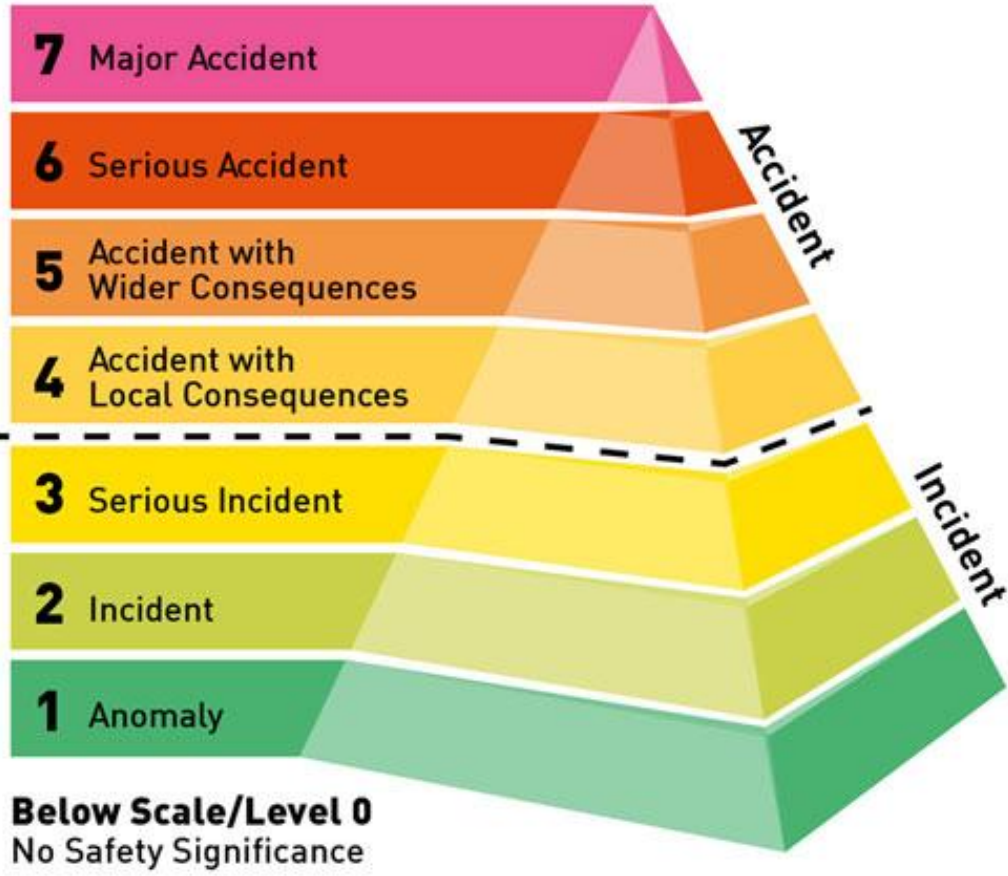 7 Major Accident
6 Serious Accident
5 Accident with
Wider Consequences
4 Accident with
Local Consequences
3 Serious Incident
2 Incident
1 Anomaly
Below Scale/Level 0
No Safety Significance
Accident
Incident